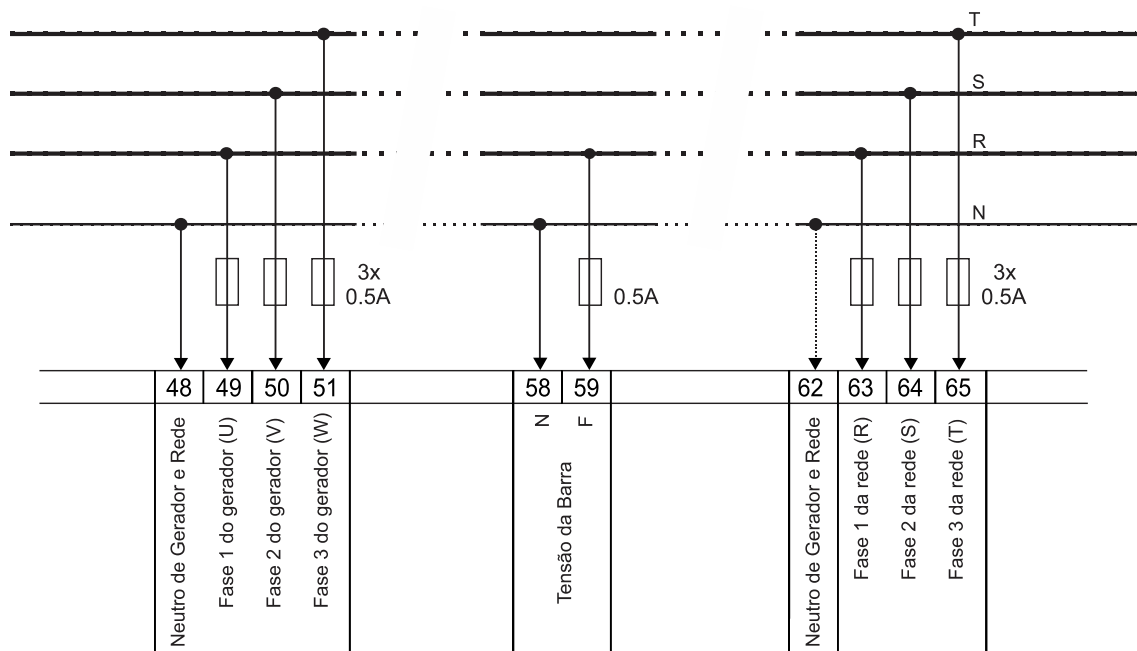 T
S
R
N
3x
0.5A
0.5A
3x
0.5A
48 49 50 51
58 59
62 63 64 65
Neutro de Gerador e Rede
Fase 1 do gerador (U)
Fase 2 do gerador (V)
Fase 3 do gerador (W)
N
F
Tensão da Barra
Neutro de Gerador e Rede
Fase 1 da rede (R)
Fase 2 da rede (S)
Fase 3 da rede (T)